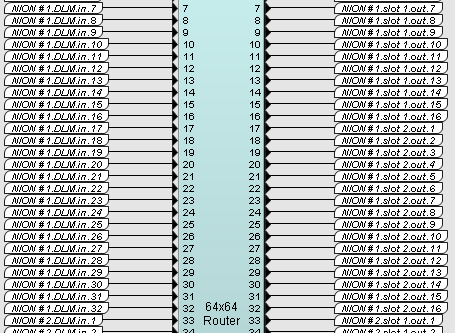 NION # 1.DLM.in.7 7 7 NION # 1.slot 1.out.7
NION # 1.DLM.in.8 8 8 NION # 1.slot 1.out.8
NION # 1.DLM.in.9 9 9 NION # 1.slot 1.out.9
NION # 1.DLM.in.10 10 10 NION # 1.slot 1.out.10
NION # 1.DLM.in.11 11 11 NION # 1.slot 1.out.11
NION # 1.DLM.in.12 12 12 NION # 1.slot 1.out.12
NION # 1.DLM.in.13 13 13 NION # 1.slot 1.out.13
NION # 1.DLM.in.14 14 14 NION # 1.slot 1.out.14
NION # 1.DLM.in.15 15 15 NION # 1.slot 1.out.15
NION # 1.DLM.in.16 16 16 NION # 1.slot 1.out.16
NION # 1.DLM.in.17 17 17 NION # 1.slot 2.out.1
NION # 1.DLM.in.18 18 18 NION # 1.slot 2.out.2
NION # 1.DLM.in.19 19 19 NION # 1.slot 2.out.3
NION # 1.DLM.in.20 20 20 NION # 1.slot 2.out.4
NION # 1.DLM.in.21 21 21 NION # 1.slot 2.out.5
NION # 1.DLM.in.22 22 22 NION # 1.slot 2.out.6
NION # 1.DLM.in.23 23 23 NION # 1.slot 2.out.7
NION # 1.DLM.in.24 24 24 NION # 1.slot 2.out.8
NION # 1.DLM.in.25 25 25 NION # 1.slot 2.out.9
NION # 1.DLM.in.26 26 26 NION # 1.slot 2.out.10
NION # 1.DLM.in.27 27 27 NION # 1.slot 2.out.11
NION # 1.DLM.in.28 28 28 NION # 1.slot 2.out.12
NION # 1.DLM.in.29 29 29 NION # 1.slot 2.out.13
NION # 1.DLM.in.30 30 30 NION # 1.slot 2.out.14
NION # 1.DLM.in.31 31 31 NION # 1.slot 2.out.15
NION # 1.DLM.in.32 32 64x64 32 NION # 1.slot 2.out.16
NION # 2.DLM.in.1 33 Router 33 NION # 2.slot 1.out.1